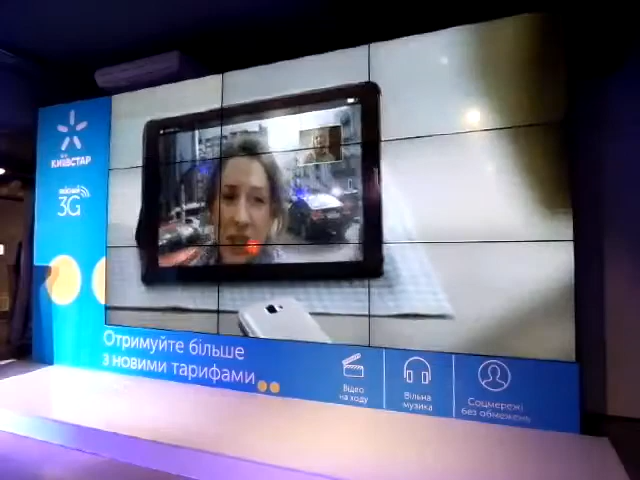 КИЇВСТАР
3G
Отримуйте більше
з новими тарифами
Відео
на ходу
Вільна
музика
Соцмережі
без обмежень